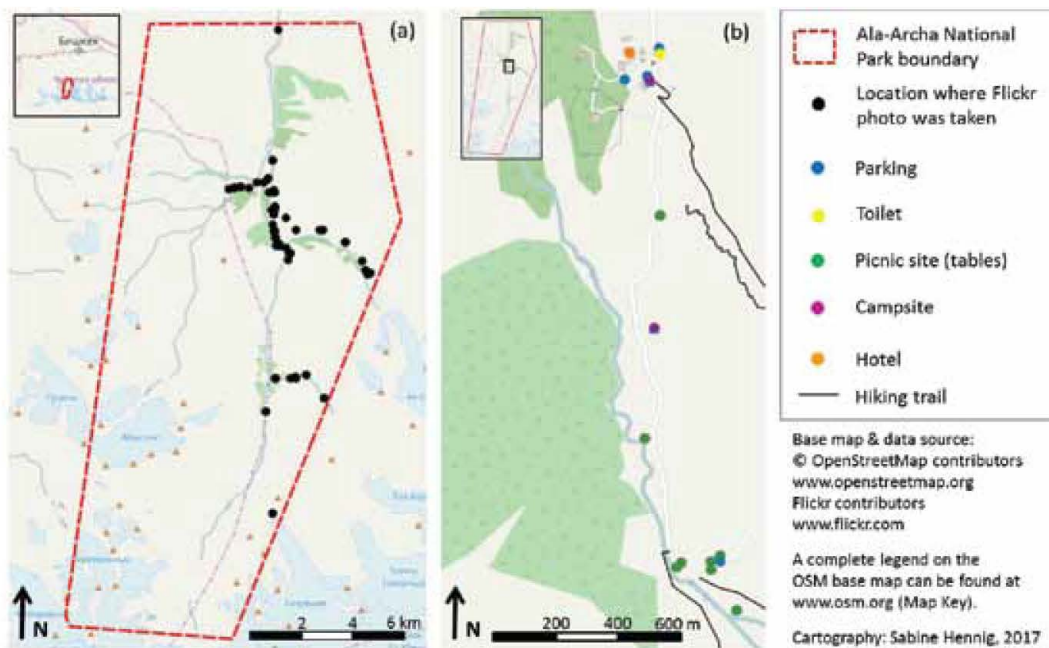 Бишкек
(a)
N
2 4 6 km
(b)
N
200 400 600 m
Ala-Archa National
Park boundary
Location where Flickr
photo was taken
Parking
Toilet
Picnic site (tables)
Campsite
Hotel
Hiking trail
Base map & data source:
© OpenStreetMap contributors
www.openstreetmap.org
Flickr contributors
www.flickr.com
A complete legend on the
OSM base map can be found at
www.osm.org (Map Key).
Cartography: Sabine Hennig, 2017